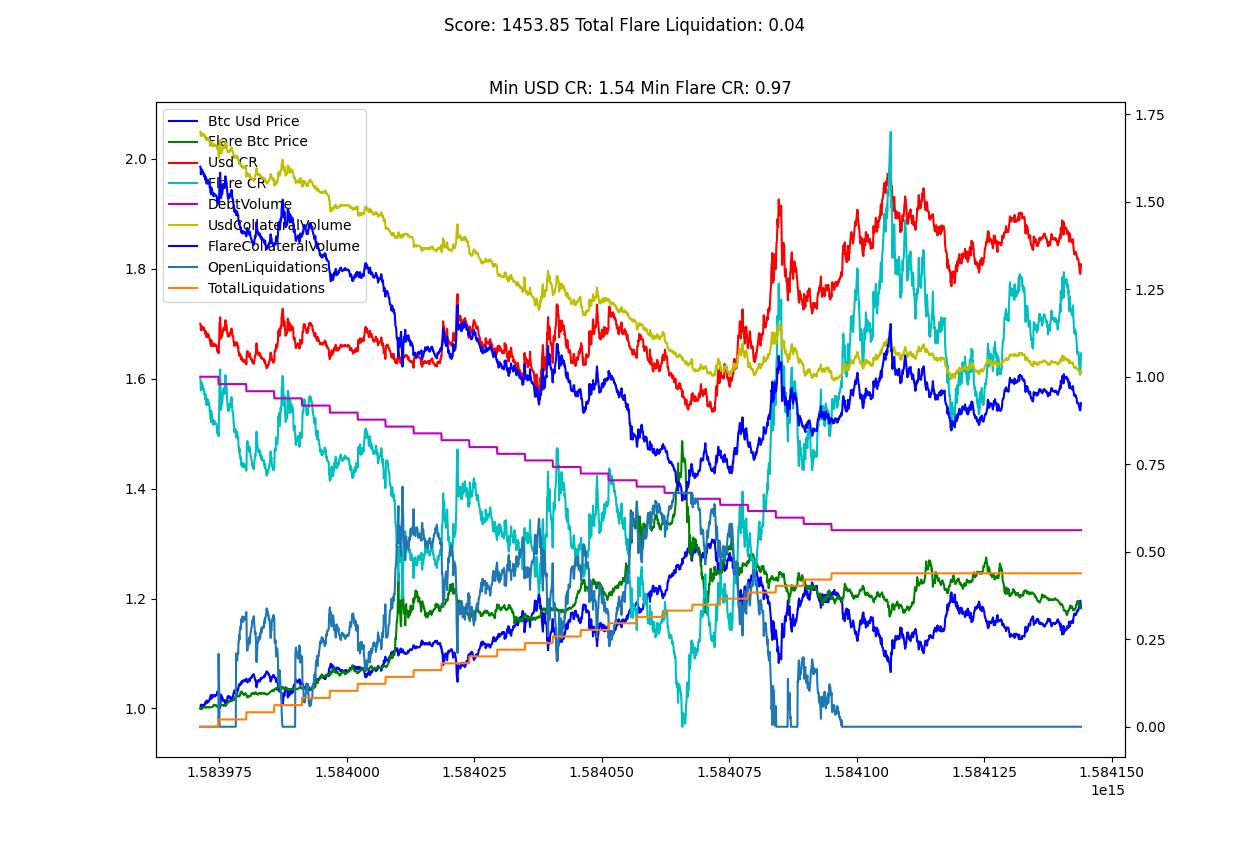 Score: 1453.85 Total Flare Liquidation: 0.04
Min USD CR: 1.54 Min Flare CR: 0.97
Btc Usd Price
Flare Btc Price
Usd CR
Flare CR
DebtVolume
UsdCollateralVolume
FlareCollateralVolume
OpenLiquidations
TotalLiquidations
2.0
1.8
1.6
1.4
1.2
1.0
1.75
1.50
1.25
1.00
0.75
0.50
0.25
0.00
1.583975 1.584000 1.584025 1.584050 1.584075 1.584100 1.584125 1.584150
1e15